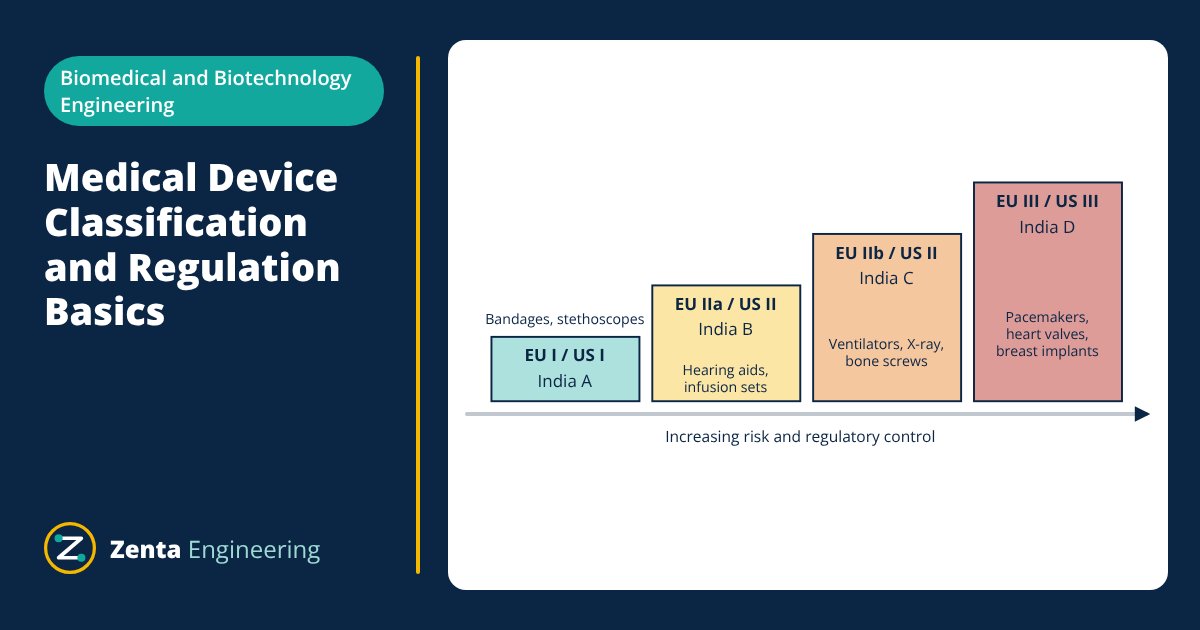 Biomedical and Biotechnology
Engineering
Medical Device
Classification
and Regulation
Basics
Zenta Engineering
Bandages, stethoscopes
EU I / US I
India A
EU IIa / US II
India B
Hearing aids,
infusion sets
EU IIb / US II
India C
Ventilators, X-ray,
bone screws
EU III / US III
India D
Pacemakers,
heart valves,
breast implants
Increasing risk and regulatory control